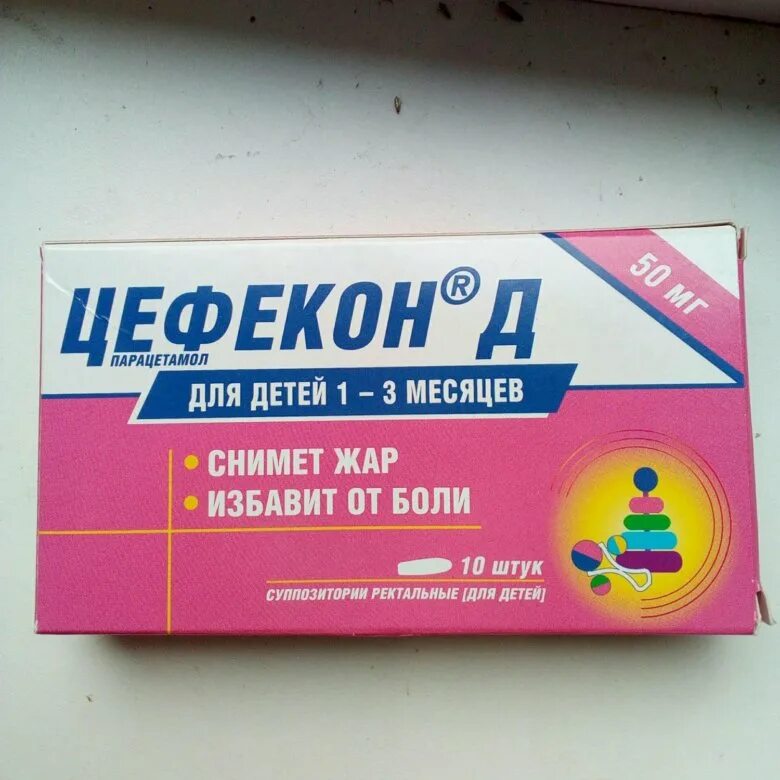 ЦЕФЕКОН® Д
50 мг
ПАРАЦЕТАМОЛ
ДЛЯ ДЕТЕЙ 1 – 3 МЕСЯЦЕВ
• СНИМЕТ ЖАР
• ИЗБАВИТ ОТ БОЛИ
10 штук
СУППОЗИТОРИИ РЕКТАЛЬНЫЕ [ДЛЯ ДЕТЕЙ]